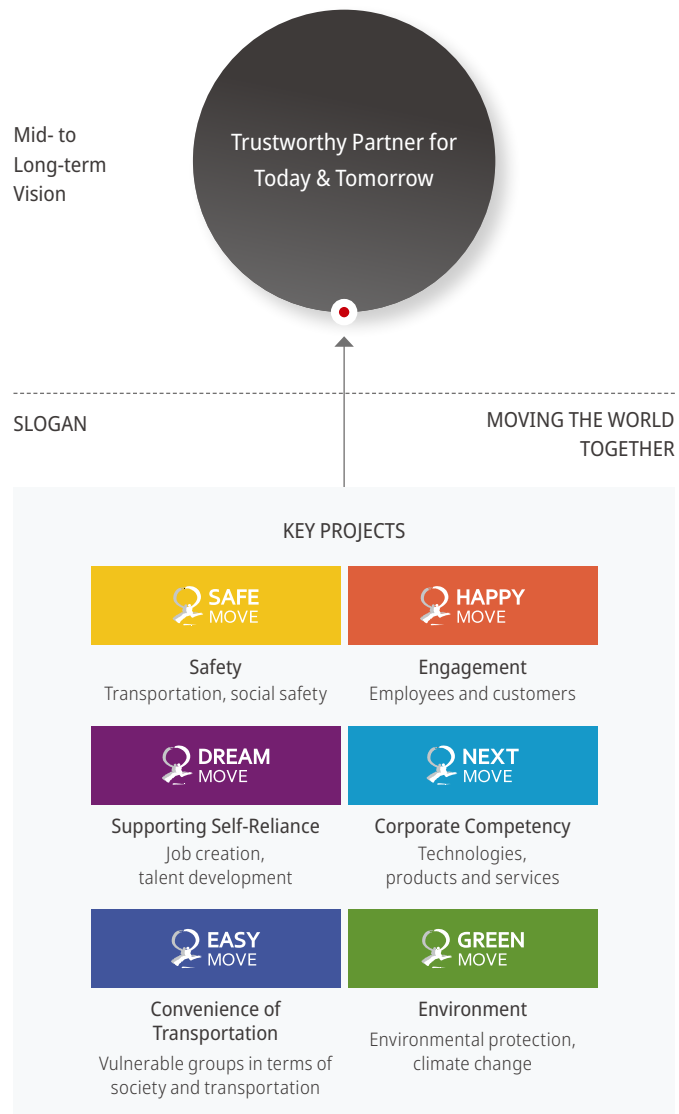 Mid- to
Long-term
Vision
Trustworthy Partner for
Today & Tomorrow
SLOGAN
MOVING THE WORLD
TOGETHER
KEY PROJECTS
SAFE
MOVE
Safety
Transportation, social safety
HAPPY
MOVE
Engagement
Employees and customers
DREAM
MOVE
Supporting Self-Reliance
Job creation,
talent development
NEXT
MOVE
Corporate Competency
Technologies,
products and services
EASY
MOVE
Convenience of
Transportation
Vulnerable groups in terms of
society and transportation
GREEN
MOVE
Environment
Environmental protection,
climate change